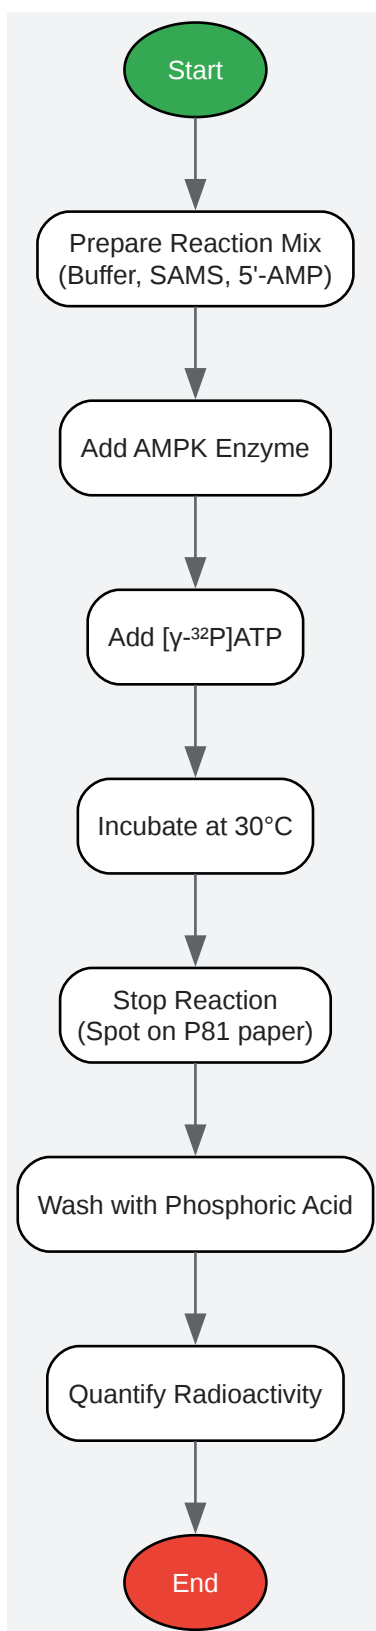 Start
Prepare Reaction Mix
(Buffer, SAMS, 5'-AMP)
Add AMPK Enzyme
Add [γ-³²P]ATP
Incubate at 30°C
Stop Reaction
(Spot on P81 paper)
Wash with Phosphoric Acid
Quantify Radioactivity
End